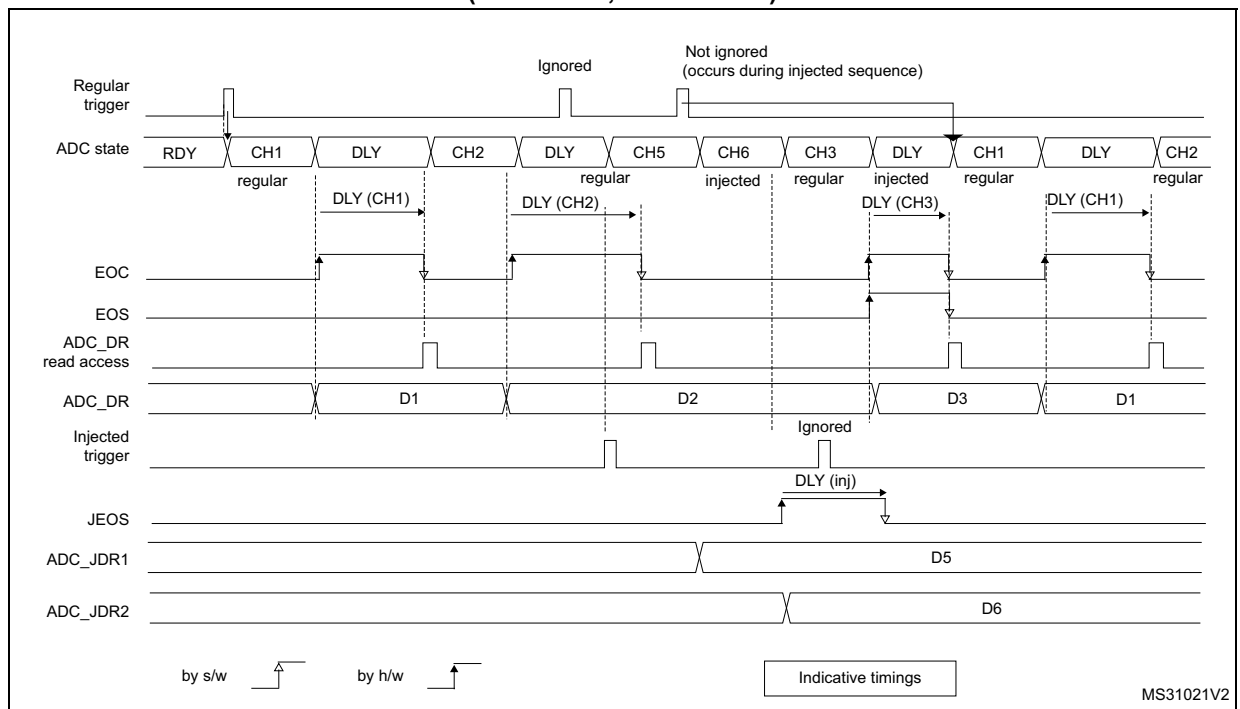 Regular
trigger
Ignored
Not ignored
(occurs during injected sequence)
ADC state
RDY CH1 DLY CH2 DLY CH5 CH6 CH3 DLY CH1 DLY CH2
regular regular injected regular injected regular regular
DLY (CH1) DLY (CH2) DLY (CH3) DLY (CH1)
EOC
EOS
ADC_DR
read access
ADC_DR D1 D2 D3 D1
Injected
trigger
Ignored
DLY (inj)
JEOS
ADC_JDR1 D5
ADC_JDR2 D6
by s/w by h/w Indicative timings
MS31021V2